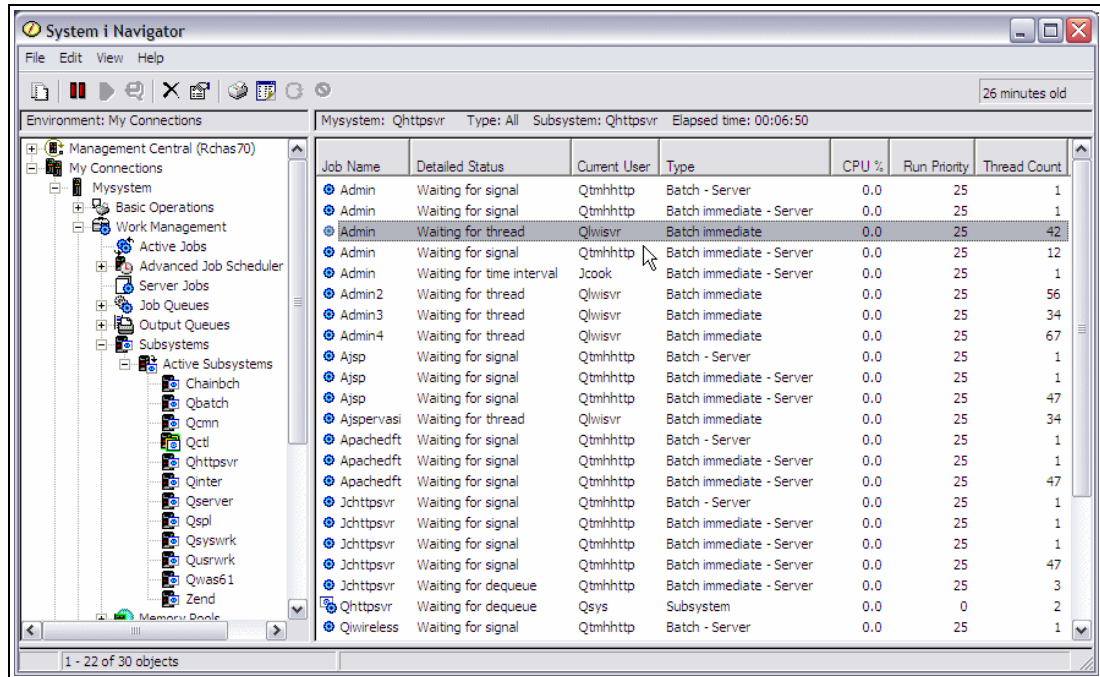 System i Navigator
File Edit View Help
26 minutes old
Environment: My Connections
Mysystem: Qhttpsvr Type: All Subsystem: Qhttpsvr Elapsed time: 00:06:50
Management Central (Rchas70)
My Connections
Mysystem
Basic Operations
Work Management
Active Jobs
Advanced Job Scheduler
Server Jobs
Job Queues
Output Queues
Subsystems
Active Subsystems
Chainbch
Qbatch
Qcmn
Qctl
Qhttpsvr
Qinter
Qserver
Qspl
Qsyswrk
Qusrwrk
Qwas61
Zend
Memory Pools
Job Name Detailed Status Current User Type CPU % Run Priority Thread Count
Admin Waiting for signal Qtmhhttp Batch - Server 0.0 25 1
Admin Waiting for signal Qtmhhttp Batch immediate - Server 0.0 25 1
Admin Waiting for thread Qlwisvr Batch immediate 0.0 25 42
Admin Waiting for signal Qtmhhttp Batch immediate - Server 0.0 25 12
Admin Waiting for time interval Jcook Batch immediate - Server 0.0 25 1
Admin2 Waiting for thread Qlwisvr Batch immediate 0.0 25 56
Admin3 Waiting for thread Qlwisvr Batch immediate 0.0 25 34
Admin4 Waiting for thread Qlwisvr Batch immediate 0.0 25 67
Ajsp Waiting for signal Qtmhhttp Batch - Server 0.0 25 1
Ajsp Waiting for signal Qtmhhttp Batch immediate - Server 0.0 25 1
Ajsp Waiting for signal Qtmhhttp Batch immediate - Server 0.0 25 47
Ajspervasi Waiting for thread Qlwisvr Batch immediate 0.0 25 34
Apachedft Waiting for signal Qtmhhttp Batch - Server 0.0 25 1
Apachedft Waiting for signal Qtmhhttp Batch immediate - Server 0.0 25 1
Apachedft Waiting for signal Qtmhhttp Batch immediate - Server 0.0 25 47
Jchttpsvr Waiting for signal Qtmhhttp Batch - Server 0.0 25 1
Jchttpsvr Waiting for signal Qtmhhttp Batch immediate - Server 0.0 25 1
Jchttpsvr Waiting for signal Qtmhhttp Batch immediate - Server 0.0 25 47
Jchttpsvr Waiting for dequeue Qtmhhttp Batch immediate - Server 0.0 25 3
Qhttpsvr Waiting for dequeue Qsys Subsystem 0.0 0 2
Qiwireless Waiting for signal Qtmhhttp Batch - Server 0.0 25 1
1 - 22 of 30 objects